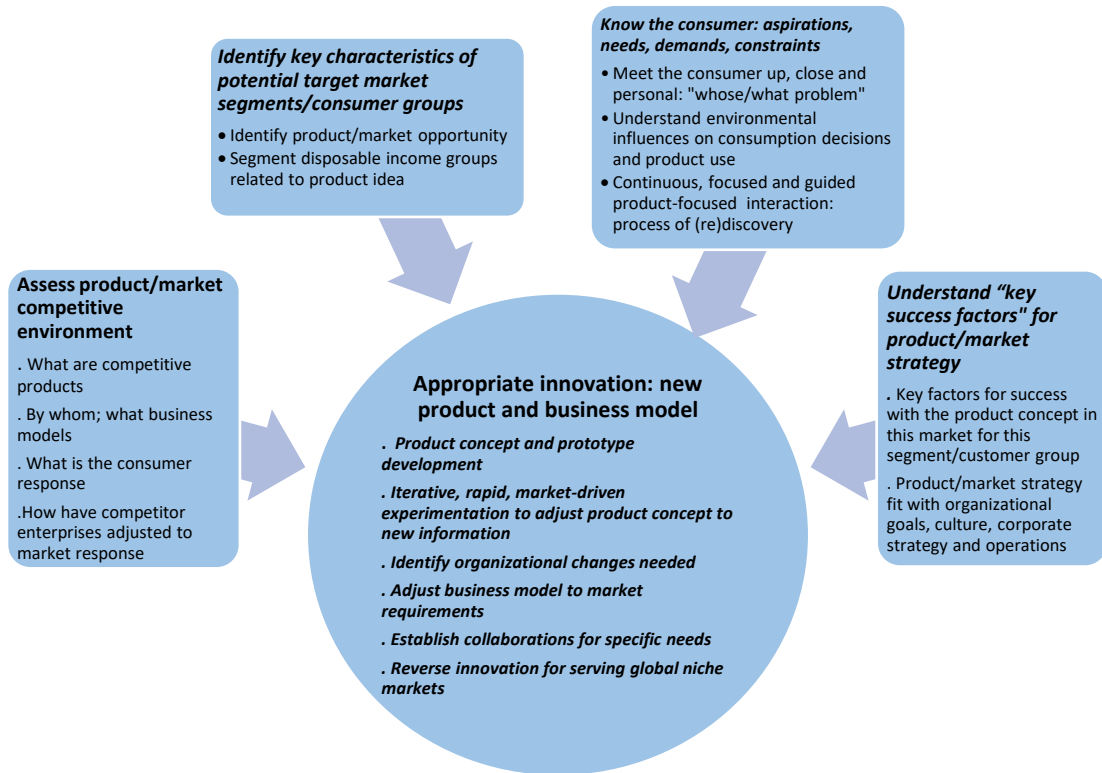 Identify key characteristics of
potential target market
segments/consumer groups
• Identify product/market opportunity
• Segment disposable income groups
related to product idea
Know the consumer: aspirations,
needs, demands, constraints
• Meet the consumer up, close and
personal: "whose/what problem"
• Understand environmental
influences on consumption decisions
and product use
• Continuous, focused and guided
product-focused interaction:
process of (re)discovery
Assess product/market
competitive
environment
. What are competitive
products
. By whom; what business
models
. What is the consumer
response
.How have competitor
enterprises adjusted to
market response
Understand “key
success factors" for
product/market
strategy
. Key factors for success
with the product concept in
this market for this
segment/customer group
. Product/market strategy
fit with organizational
goals, culture, corporate
strategy and operations
Appropriate innovation: new
product and business model
. Product concept and prototype
development
. Iterative, rapid, market-driven
experimentation to adjust product concept to
new information
. Identify organizational changes needed
. Adjust business model to market
requirements
. Establish collaborations for specific needs
. Reverse innovation for serving global niche
markets